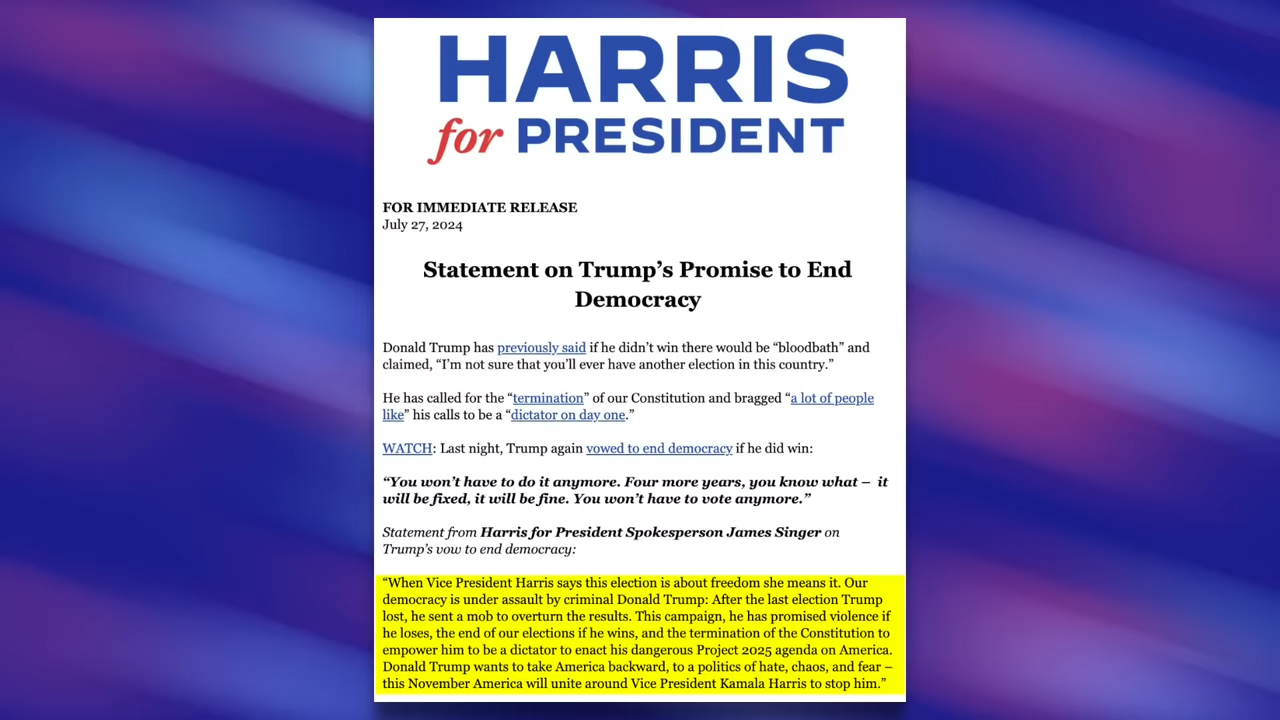 HARRIS
for PRESIDENT
FOR IMMEDIATE RELEASE
July 27, 2024
Statement on Trump’s Promise to End
Democracy
Donald Trump has previously said if he didn’t win there would be “bloodbath” and
claimed, “I’m not sure that you’ll ever have another election in this country.”
He has called for the “termination” of our Constitution and bragged “a lot of people
like” his calls to be a “dictator on day one.”
WATCH: Last night, Trump again vowed to end democracy if he did win:
“You won’t have to do it anymore. Four more years, you know what – it
will be fixed, it will be fine. You won’t have to vote anymore.”
Statement from Harris for President Spokesperson James Singer on
Trump’s vow to end democracy:
“When Vice President Harris says this election is about freedom she means it. Our
democracy is under assault by criminal Donald Trump: After the last election Trump
lost, he sent a mob to overturn the results. This campaign, he has promised violence if
he loses, the end of our elections if he wins, and the termination of the Constitution to
empower him to be a dictator to enact his dangerous Project 2025 agenda on America.
Donald Trump wants to take America backward, to a politics of hate, chaos, and fear –
this November America will unite around Vice President Kamala Harris to stop him.”